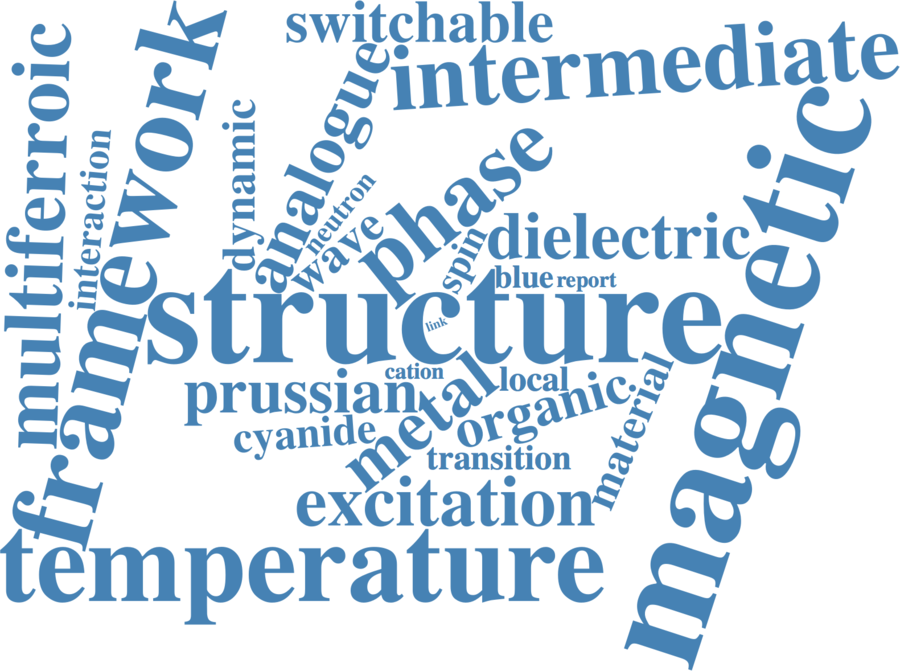 switchable
intermediate
multiferroic
framework
interaction
dynamic
analogue
neutron
wave
phase
spin
dielectric
magnetic
blue
report
structure
link
cation
prussian
metal
local
organic
material
cyanide
transition
excitation
temperature